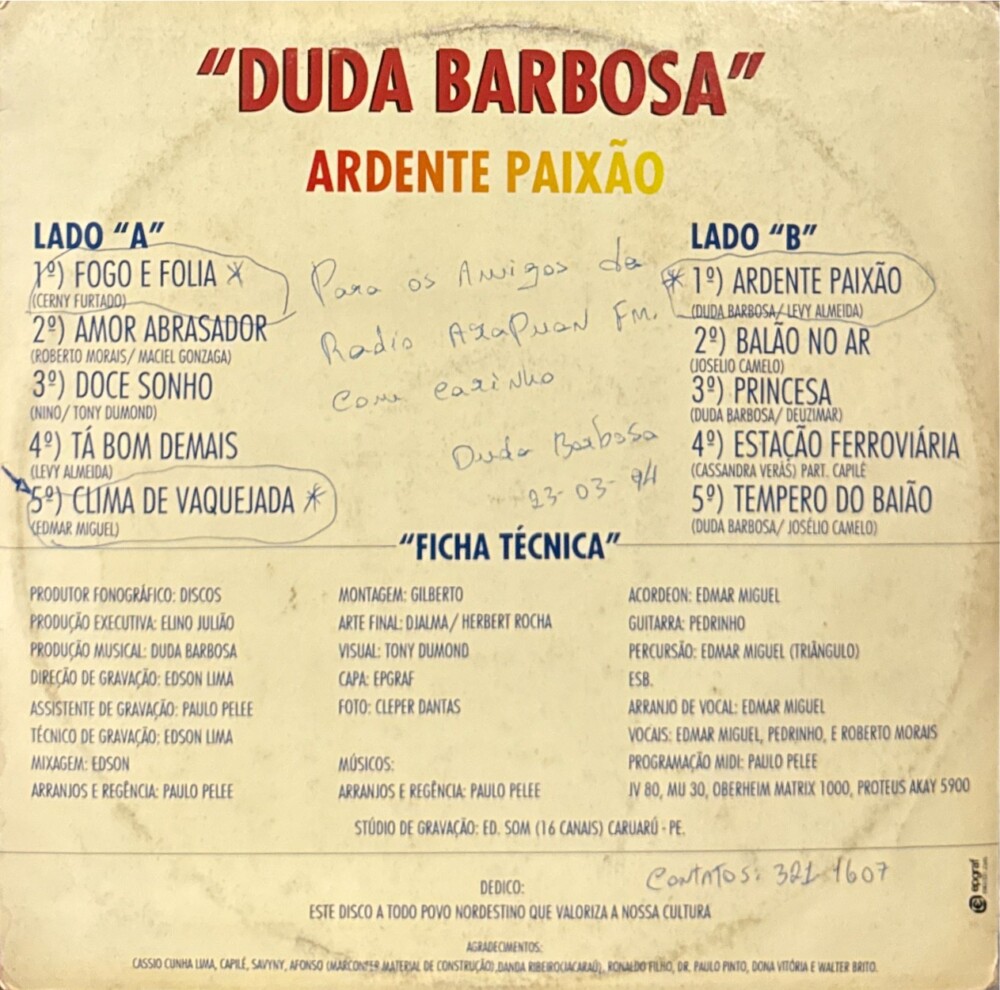 "DUDA BARBOSA"
ARDENTE PAIXÃO
LADO "A"
1º) FOGO E FOLIA *
(CERNY FURTADO)
2º) AMOR ABRASADOR
(ROBERTO MORAIS/ MACIEL GONZAGA)
3º) DOCE SONHO
(NINO/ TONY DUMOND)
4º) TÁ BOM DEMAIS
(LEVY ALMEIDA)
5º) CLIMA DE VAQUEJADA *
(EDMAR MIGUEL)
Para os Amigos da
Radio Arapuan FM.
Com carinho
Duda Barbosa
23-03-94
LADO "B"
* 1º) ARDENTE PAIXÃO
(DUDA BARBOSA/ LEVY ALMEIDA)
2º) BALÃO NO AR
(JOSELIO CAMELO)
3º) PRINCESA
(DUDA BARBOSA/ DEUZIMAR)
4º) ESTAÇÃO FERROVIÁRIA
(CASSANDRA VERÁS) PART. CAPILÉ
5º) TEMPERO DO BAIÃO
(DUDA BARBOSA/ JOSÉLIO CAMELO)
"FICHA TÉCNICA"
PRODUTOR FONOGRÁFICO: DISCOS
PRODUÇÃO EXECUTIVA: ELINO JULIÃO
PRODUÇÃO MUSICAL: DUDA BARBOSA
DIREÇÃO DE GRAVAÇÃO: EDSON LIMA
ASSISTENTE DE GRAVAÇÃO: PAULO PELEE
TÉCNICO DE GRAVAÇÃO: EDSON LIMA
MIXAGEM: EDSON
ARRANJOS E REGÊNCIA: PAULO PELEE
MONTAGEM: GILBERTO
ARTE FINAL: DJALMA/ HERBERT ROCHA
VISUAL: TONY DUMOND
CAPA: EPGRAF
FOTO: CLEPER DANTAS
MÚSICOS:
ARRANJOS E REGÊNCIA: PAULO PELEE
ACORDEON: EDMAR MIGUEL
GUITARRA: PEDRINHO
PERCURSÃO: EDMAR MIGUEL (TRIÂNGULO)
ESB.
ARRANJO DE VOCAL: EDMAR MIGUEL
VOCAIS: EDMAR MIGUEL, PEDRINHO, E ROBERTO MORAIS
PROGRAMAÇÃO MIDI: PAULO PELEE
JV 80, MU 30, OBERHEIM MATRIX 1000, PROTEUS AKAY 5900
STÚDIO DE GRAVAÇÃO: ED. SOM (16 CANAIS) CARUARÚ - PE.
CONTATOS: 321-1607
epgraf
DEDICO:
ESTE DISCO A TODO POVO NORDESTINO QUE VALORIZA A NOSSA CULTURA
AGRADECIMENTOS:
CASSIO CUNHA LIMA, CAPILÉ, SAVYNY, AFONSO (MARCONFER MATERIAL DE CONSTRUÇÃO) DANDA RIBEIRO(JACARAÚ), RONALDO FILHO, DR. PAULO PINTO, DONA VITÓRIA E WALTER BRITO.